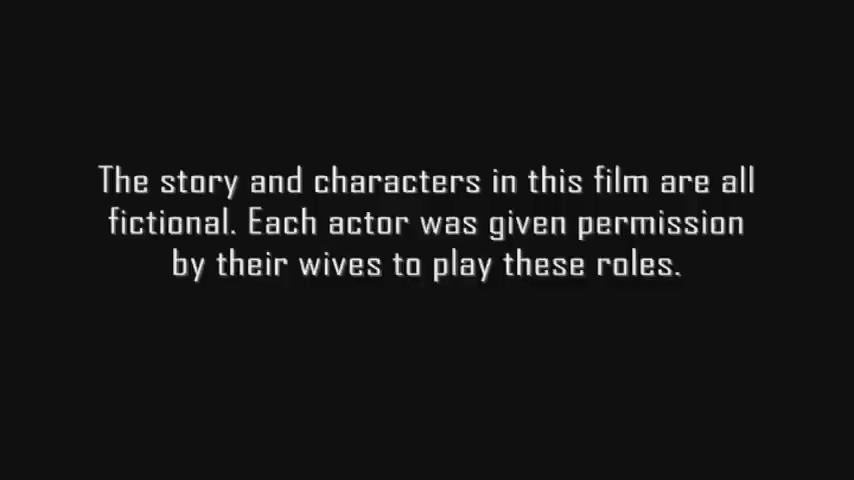 The story and characters in this film are all
fictional. Each actor was given permission
by their wives to play these roles.